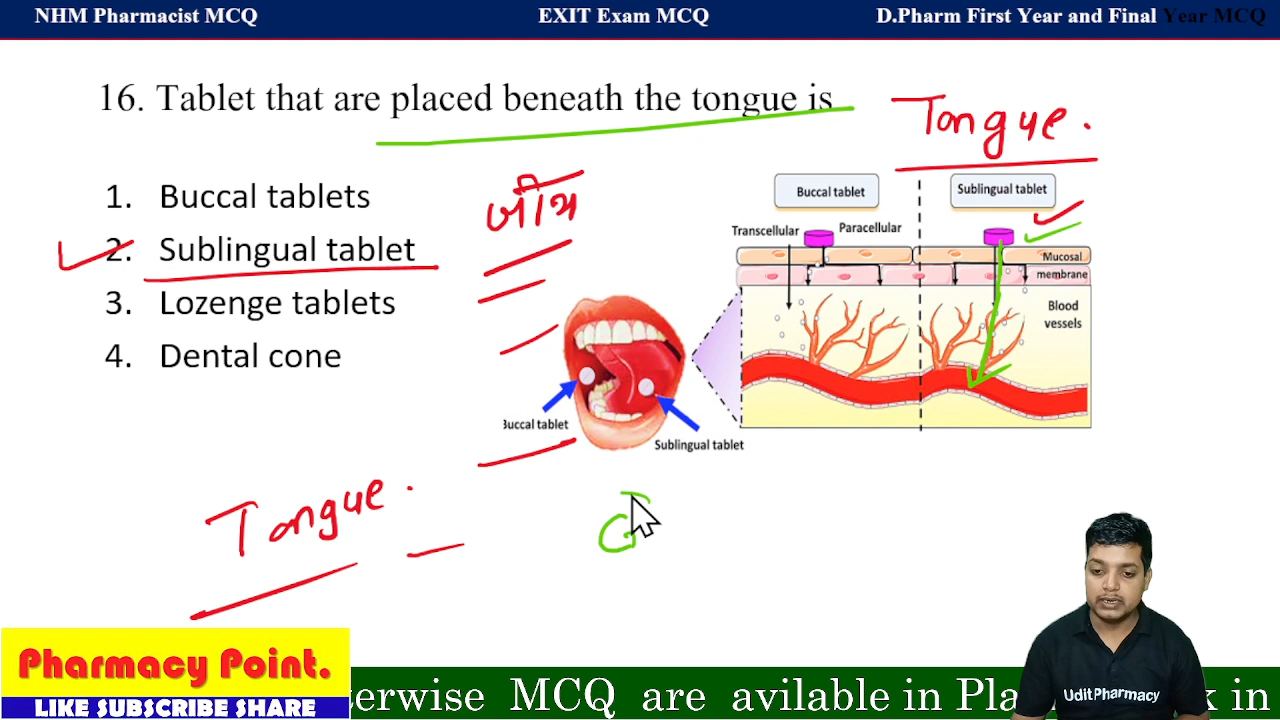 NHM Pharmacist MCQ
EXIT Exam MCQ
D.Pharm First Year and Final Year MCQ
16. Tablet that are placed beneath the tongue is
Tongue.
1. Buccal tablets
2. Sublingual tablet
3. Lozenge tablets
4. Dental cone
जीभ
Buccal tablet
Sublingual tablet
Transcellular
Paracellular
Mucosal
membrane
Blood
vessels
Buccal tablet
Sublingual tablet
Tongue.
G
Pharmacy Point.
LIKE SUBSCRIBE SHARE
terwise MCQ are avilable in Pla
k in
UditPharmacy